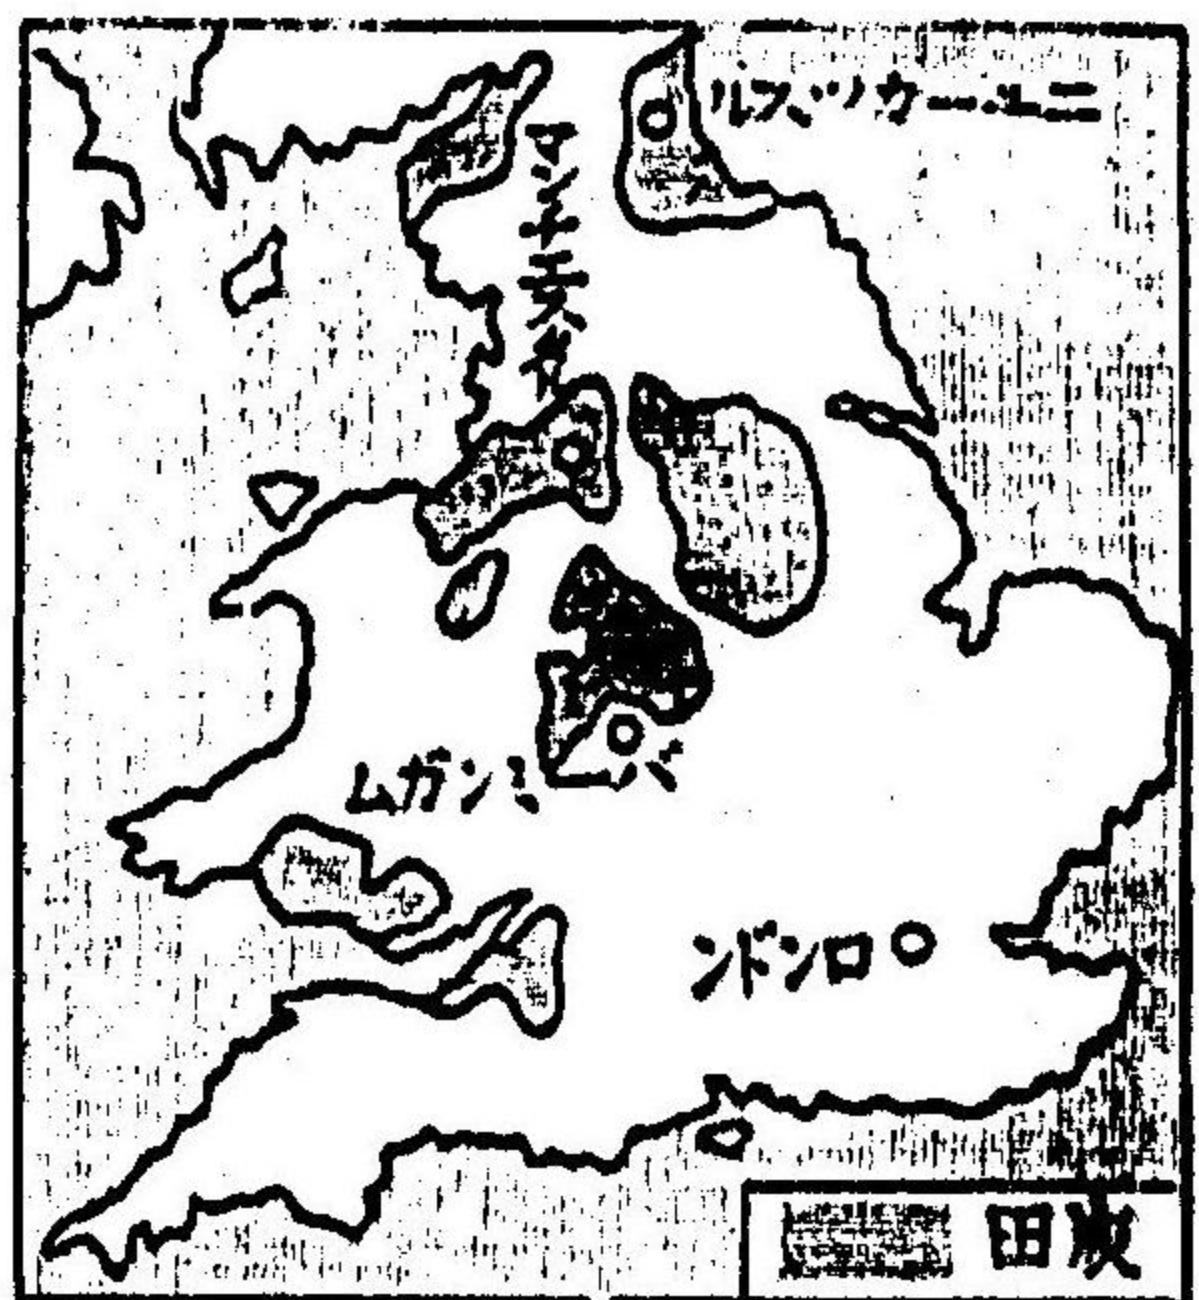 ニユーカツスル
マンチエスター
バーミンガム
ロンドン
炭田